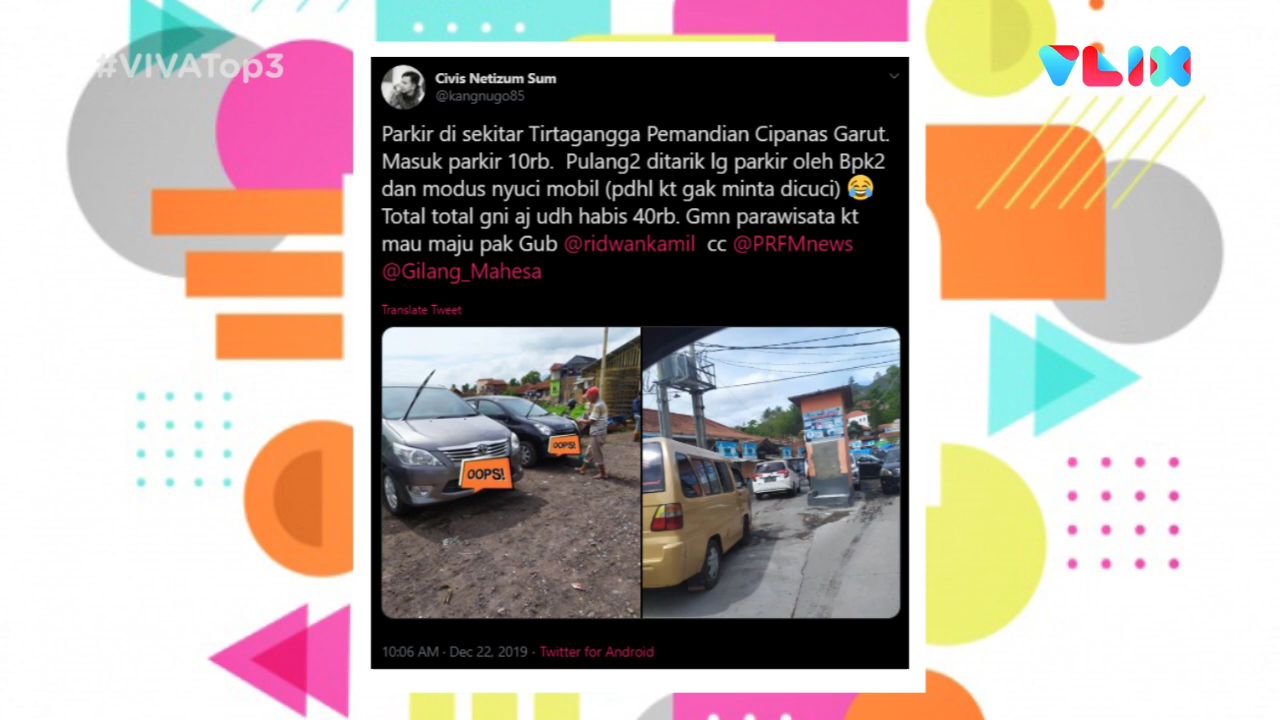 #VIVATop3
VLIX
Civis Netizum Sum
@kangnugo85
Parkir di sekitar Tirtagangga Pemandian Cipanas Garut.
Masuk parkir 10rb.  Pulang2 ditarik lg parkir oleh Bpk2
dan modus nyuci mobil (pdhl kt gak minta dicuci) 😂
Total total gni aj udh habis 40rb. Gmn parawisata kt
mau maju pak Gub @ridwankamil  cc @PRFMnews
@Gilang_Mahesa
Translate Tweet
OOPS!
OOPS!
10:06 AM · Dec 22, 2019 · Twitter for Android